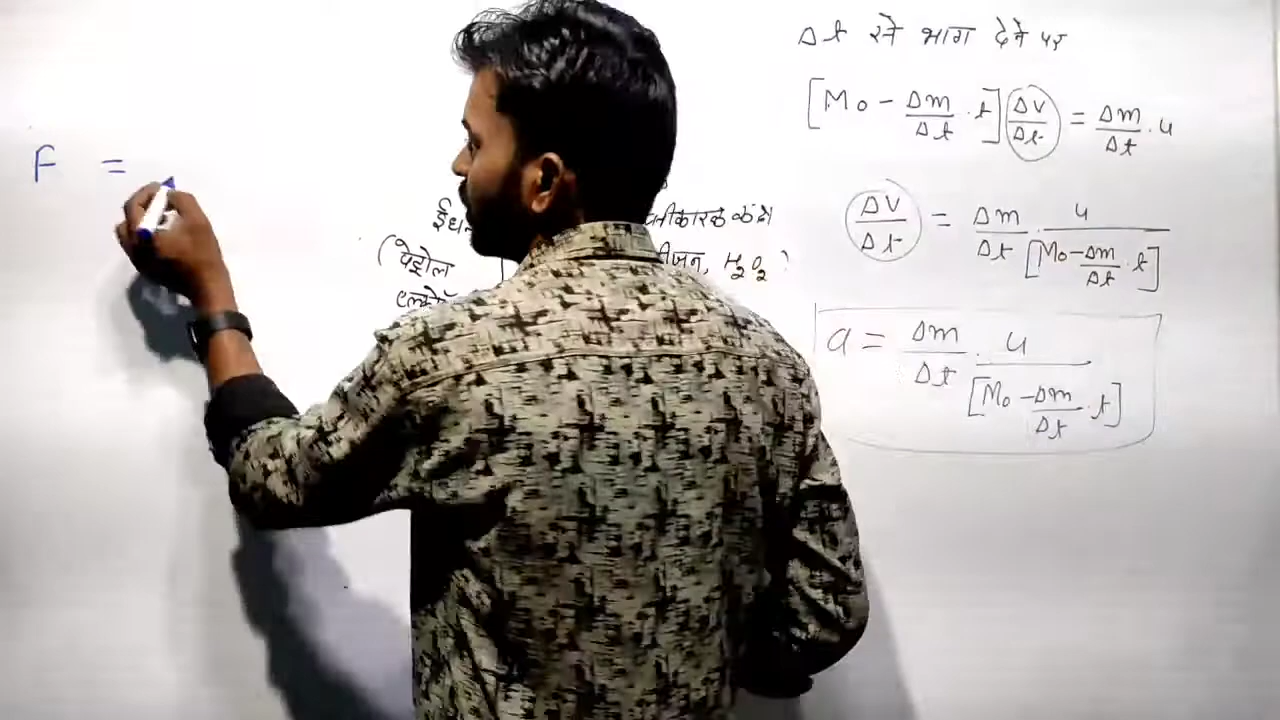 F =
ईंधन
(पेट्रोल
H₂O₂)
Δt से भाग देने पर
[M₀ - Δm/Δt . t] ΔV/Δt = Δm/Δt . u
ΔV/Δt = Δm/Δt . u/[M₀ - Δm/Δt . t]
a = Δm/Δt . u/[M₀ - Δm/Δt . t]